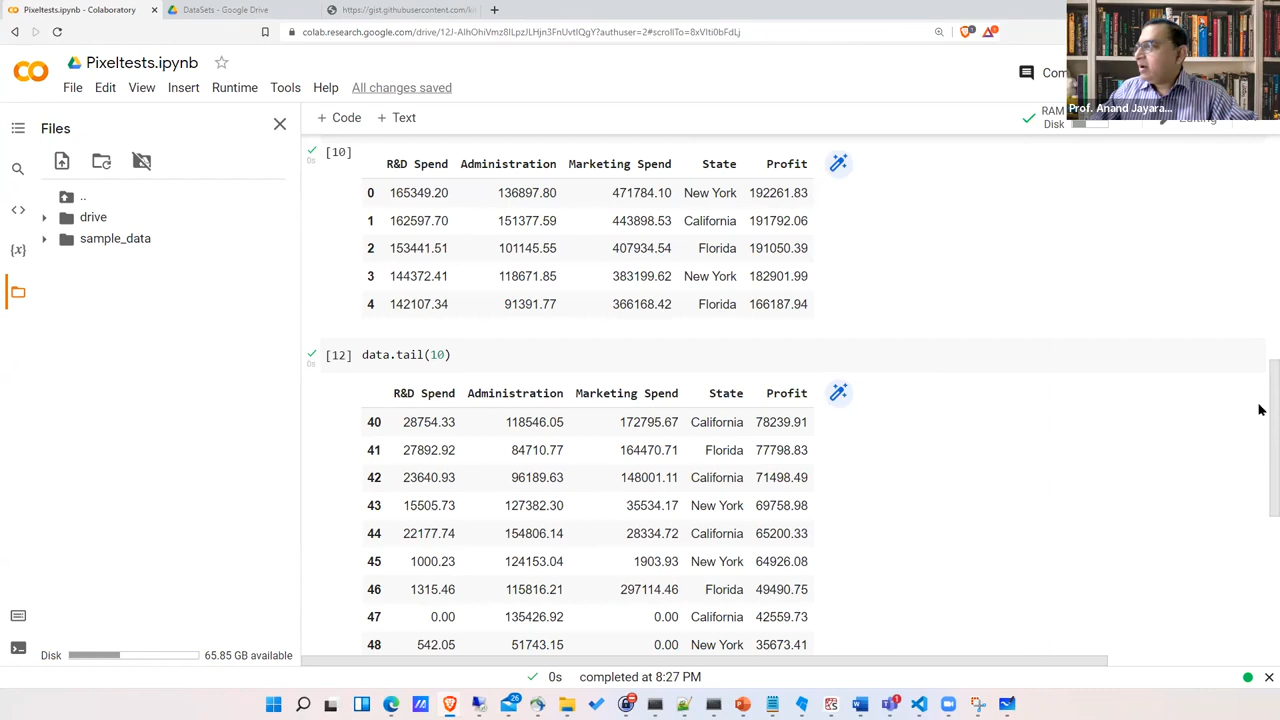 Pixeltests.ipynb - Colaboratory
DataSets - Google Drive
https://gist.githubusercontent.com/ki
colab.research.google.com/drive/12J-AlhOhiVmz8ILpzJLHjn3FnUvtIQgY?authuser=2#scrollTo=8xVIti0bFdLj
Pixeltests.ipynb
File Edit View Insert Runtime Tools Help All changes saved
Com
Prof. Anand Jayara...
Files
+ Code + Text
RAM
Disk
Editing
..
drive
sample_data
[10]
R&D Spend Administration Marketing Spend State Profit
0 165349.20 136897.80 471784.10 New York 192261.83
1 162597.70 151377.59 443898.53 California 191792.06
2 153441.51 101145.55 407934.54 Florida 191050.39
3 144372.41 118671.85 383199.62 New York 182901.99
4 142107.34 91391.77 366168.42 Florida 166187.94
0s
[12] data.tail(10)
0s
R&D Spend Administration Marketing Spend State Profit
40 28754.33 118546.05 172795.67 California 78239.91
41 27892.92 84710.77 164470.71 Florida 77798.83
42 23640.93 96189.63 148001.11 California 71498.49
43 15505.73 127382.30 35534.17 New York 69758.98
44 22177.74 154806.14 28334.72 California 65200.33
45 1000.23 124153.04 1903.93 New York 64926.08
46 1315.46 115816.21 297114.46 Florida 49490.75
47 0.00 135426.92 0.00 California 42559.73
48 542.05 51743.15 0.00 New York 35673.41
Disk 65.85 GB available
0s completed at 8:27 PM
26
1